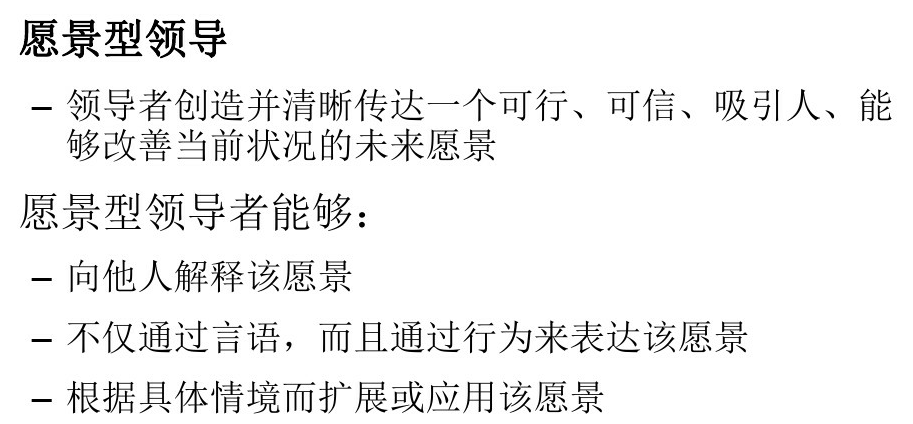 愿景型领导
– 领导者创造并清晰传达一个可行、可信、吸引人、能
够改善当前状况的未来愿景
愿景型领导者能够：
– 向他人解释该愿景
– 不仅通过言语，而且通过行为来表达该愿景
– 根据具体情境而扩展或应用该愿景